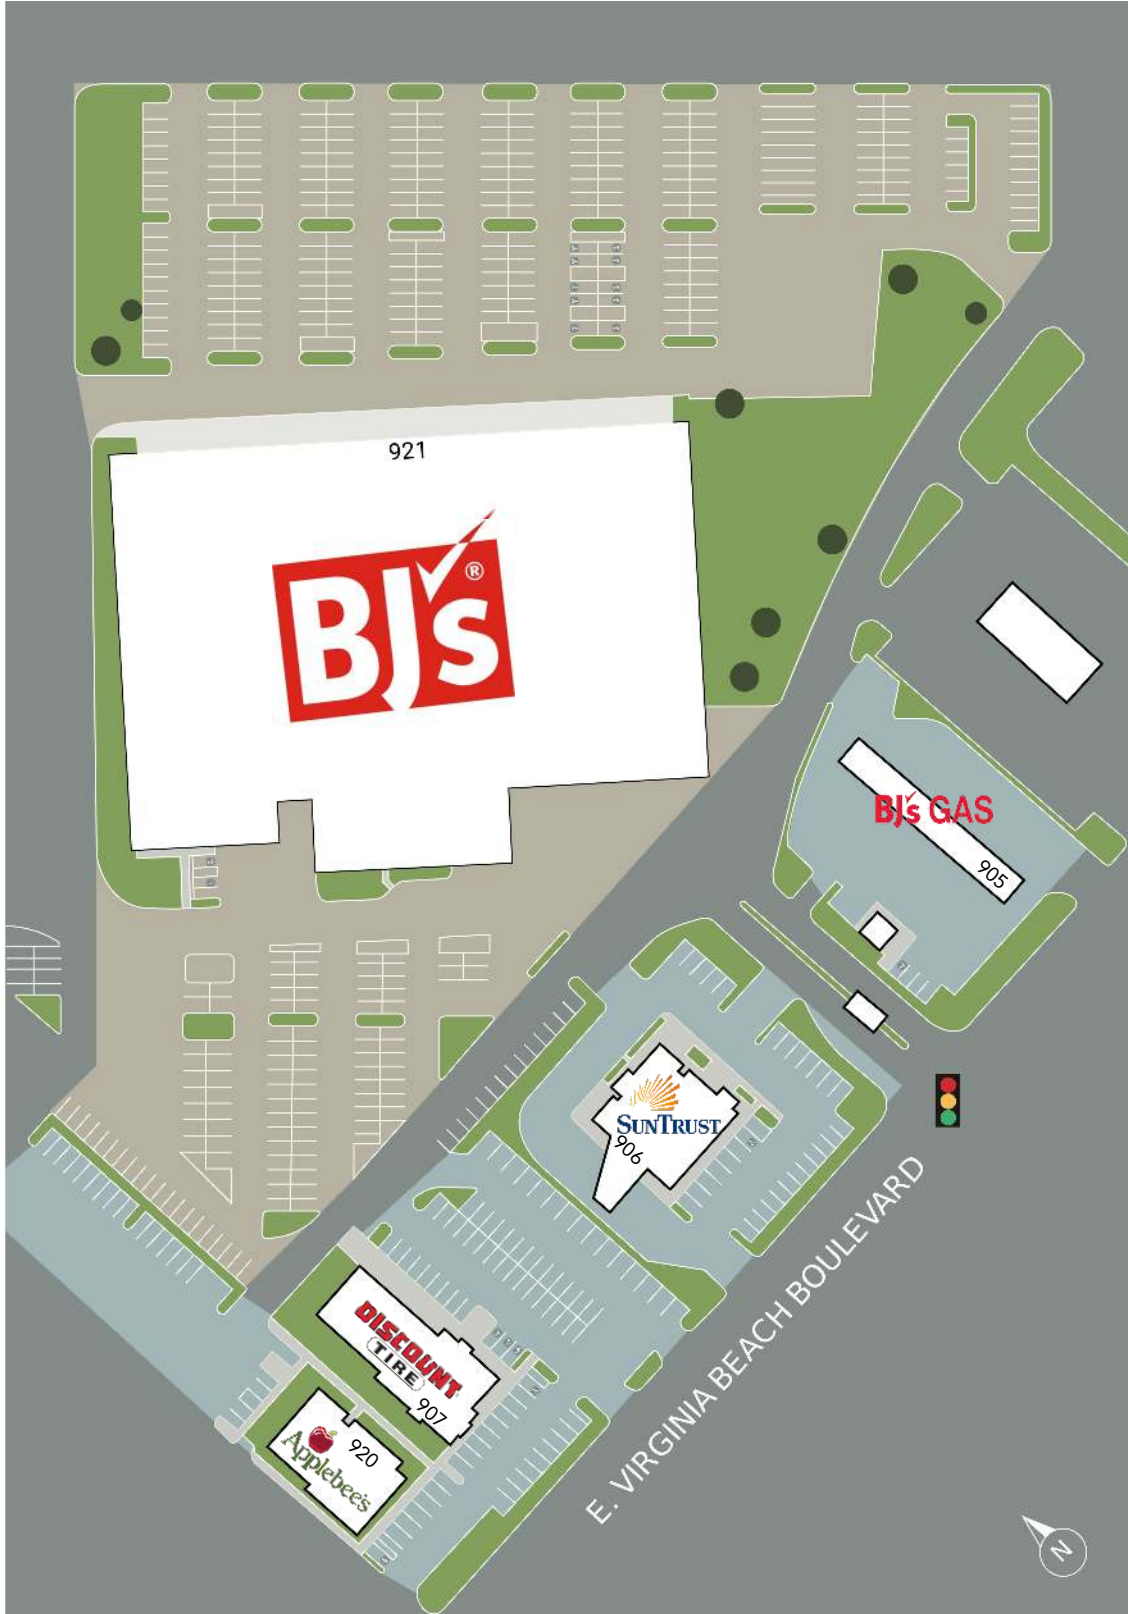 921
BJ's®
BJ's GAS
905
SUNTRUST
906
E. VIRGINIA BEACH BOULEVARD
DISCOUNT
TIRE
907
920
Applebee's
N